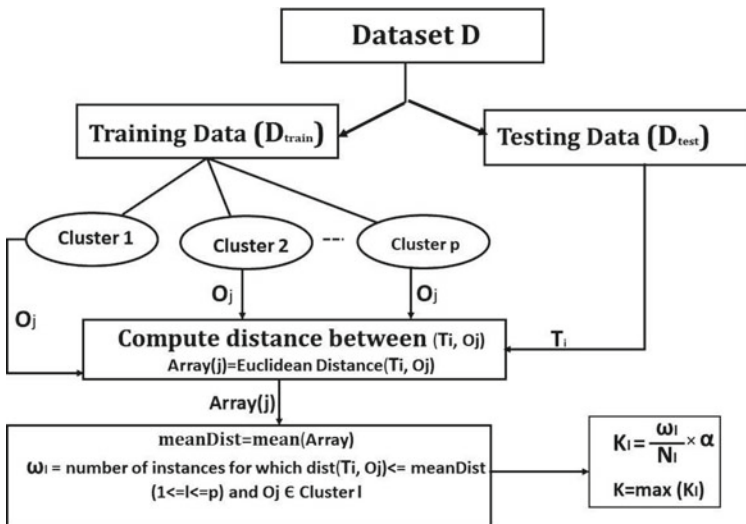 Dataset D
Training Data (Dtrain)
Testing Data (Dtest)
Cluster 1
Cluster 2
---
Cluster p
Oj
Oj
Oj
Ti
Compute distance between (Ti, Oj)
Array(j)=Euclidean Distance(Ti, Oj)
Array(j)
meanDist=mean(Array)
ωl = number of instances for which dist(Ti, Oj)<= meanDist
(1<=l<=p) and Oj Є Cluster l
Kl = ωl/Nl × α
K=max (Kl)